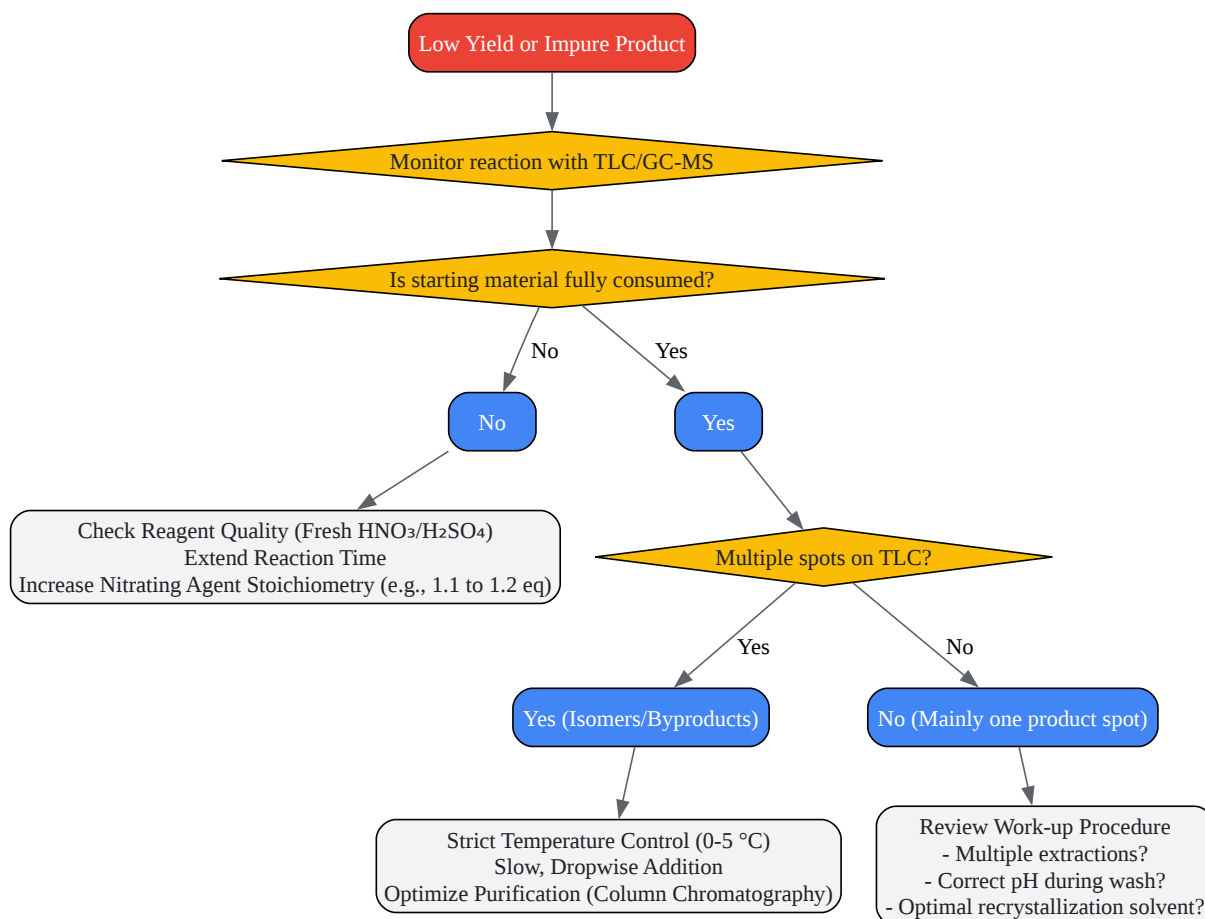 Low Yield or Impure Product
Monitor reaction with TLC/GC-MS
Is starting material fully consumed?
No
Yes
No
Yes
Check Reagent Quality (Fresh HNO₃/H₂SO₄)
Extend Reaction Time
Increase Nitrating Agent Stoichiometry (e.g., 1.1 to 1.2 eq)
Multiple spots on TLC?
Yes
No
Yes (Isomers/Byproducts)
No (Mainly one product spot)
Strict Temperature Control (0-5 °C)
Slow, Dropwise Addition
Optimize Purification (Column Chromatography)
Review Work-up Procedure
- Multiple extractions?
- Correct pH during wash?
- Optimal recrystallization solvent?